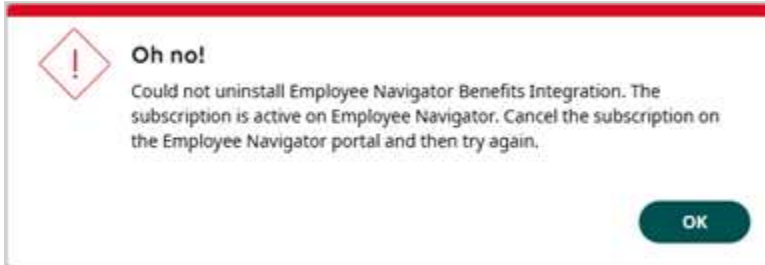 Oh no!
Could not uninstall Employee Navigator Benefits Integration. The
subscription is active on Employee Navigator. Cancel the subscription on
the Employee Navigator portal and then try again.
OK